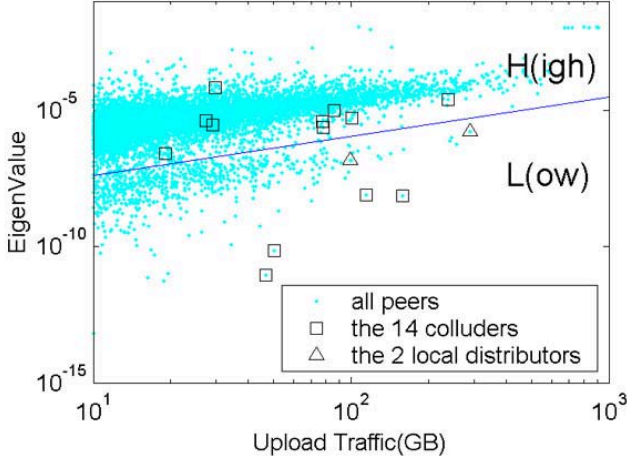 H(igh)
10^-5
L(ow)
EigenValue
10^-10
all peers
the 14 colluders
the 2 local distributors
10^-15
10^1
10^2
10^3
Upload Traffic(GB)